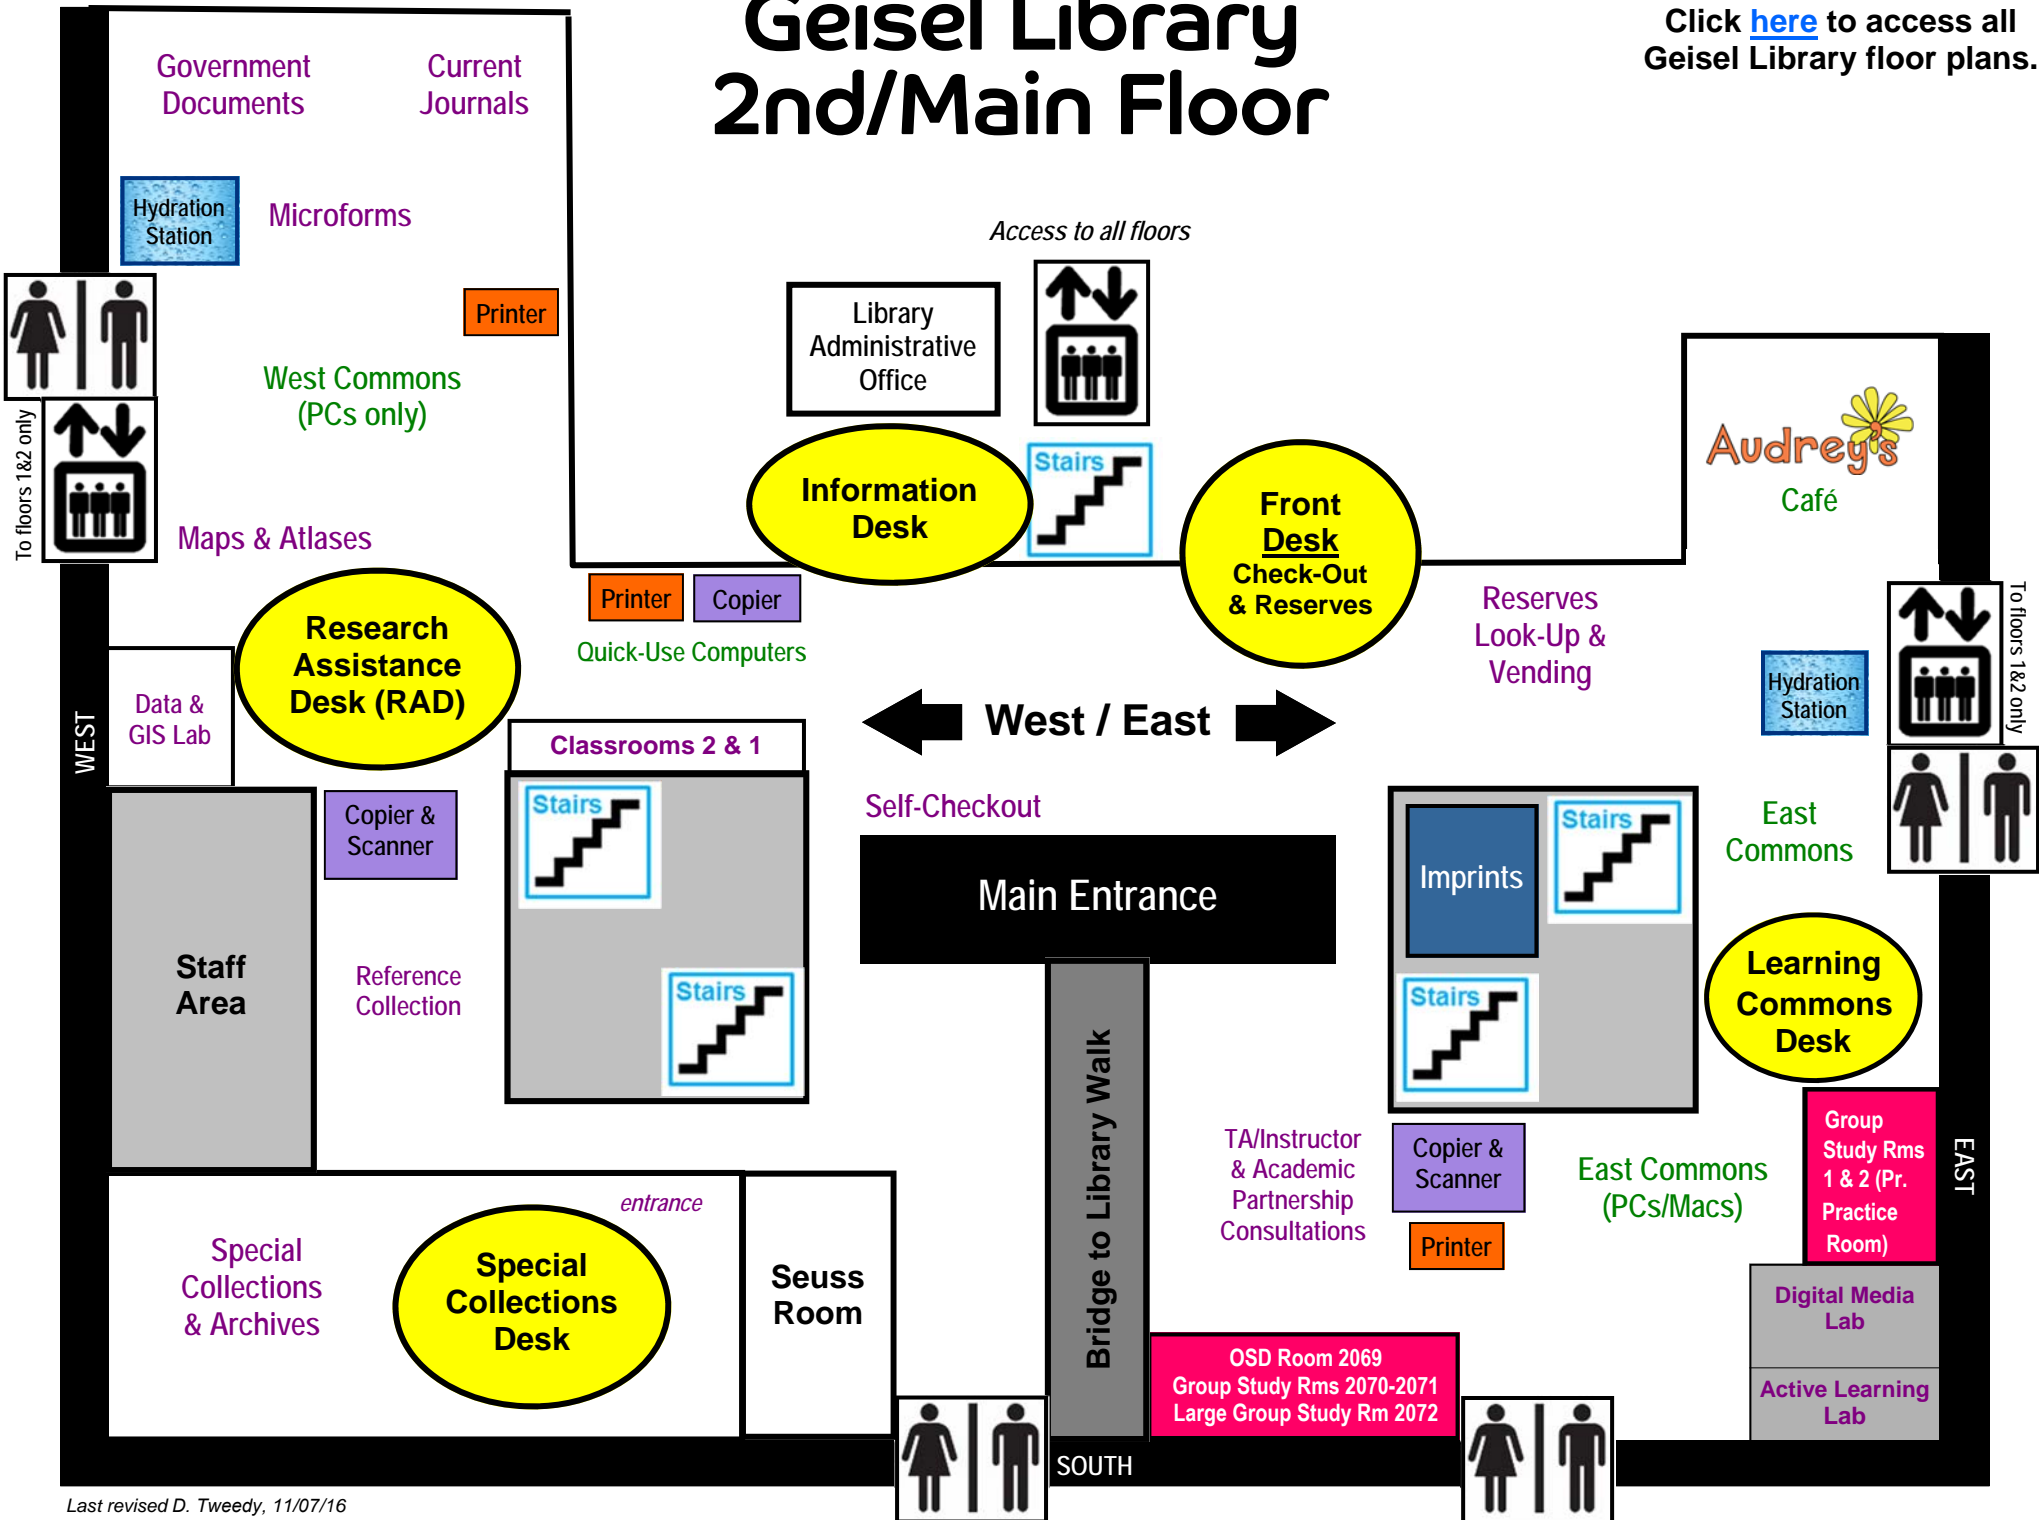 Geisel Library
2nd/Main Floor
Click here to access all
Geisel Library floor plans.
Government
Documents
Current
Journals
Hydration
Station
Microforms
Printer
West Commons
(PCs only)
To floors 1&2 only
Maps & Atlases
Access to all floors
Library
Administrative
Office
Information
Desk
Stairs
Front
Desk
Check-Out
& Reserves
Audrey's
Café
Research
Assistance
Desk (RAD)
Printer
Copier
Quick-Use Computers
Reserves
Look-Up &
Vending
To floors 1&2 only
Hydration
Station
WEST
Data &
GIS Lab
Classrooms 2 & 1
West / East
Self-Checkout
Copier &
Scanner
Stairs
Main Entrance
Imprints
Stairs
East
Commons
Staff
Area
Reference
Collection
Stairs
Stairs
Learning
Commons
Desk
Bridge to Library Walk
TA/Instructor
& Academic
Partnership
Consultations
Copier &
Scanner
Printer
East Commons
(PCs/Macs)
Group
Study Rms
1 & 2 (Pr.
Practice
Room)
EAST
entrance
Special
Collections
& Archives
Special
Collections
Desk
Seuss
Room
Digital Media
Lab
OSD Room 2069
Group Study Rms 2070-2071
Large Group Study Rm 2072
Active Learning
Lab
SOUTH
Last revised D. Tweedy, 11/07/16